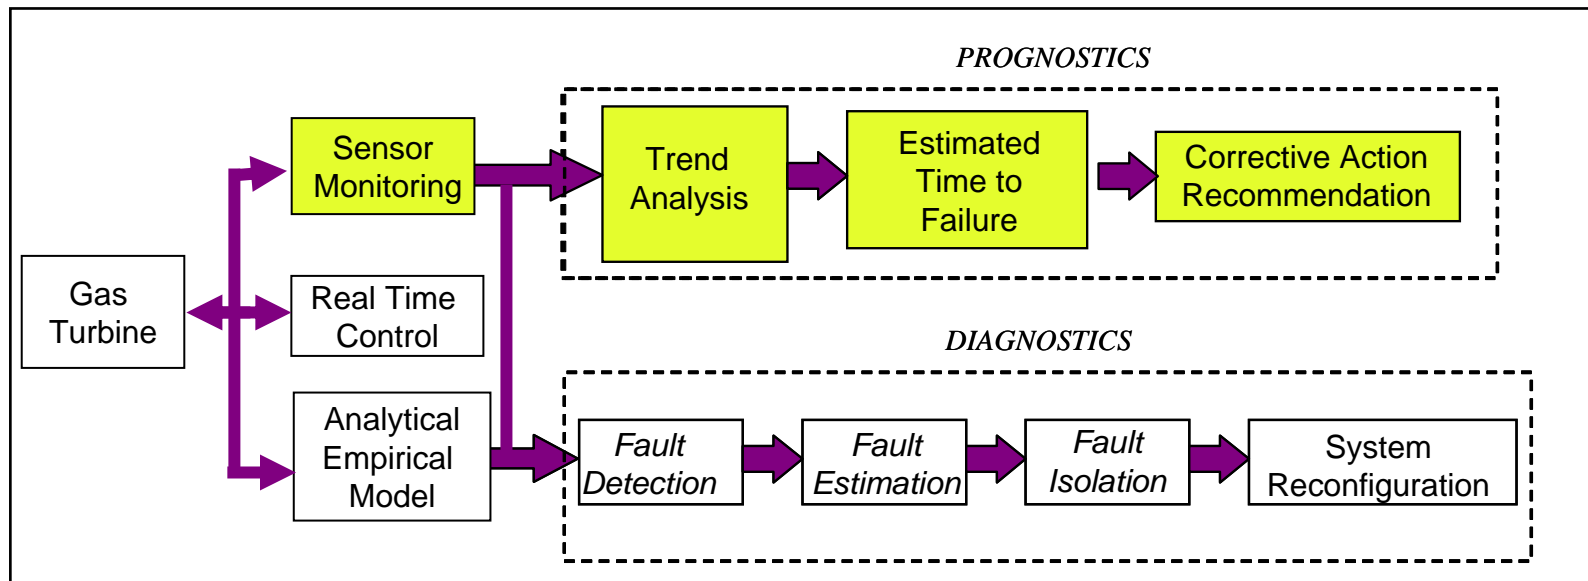 PROGNOSTICS
Sensor
Monitoring
Trend
Analysis
Estimated
Time to
Failure
Corrective Action
Recommendation
Gas
Turbine
Real Time
Control
DIAGNOSTICS
Analytical
Empirical
Model
Fault
Detection
Fault
Estimation
Fault
Isolation
System
Reconfiguration